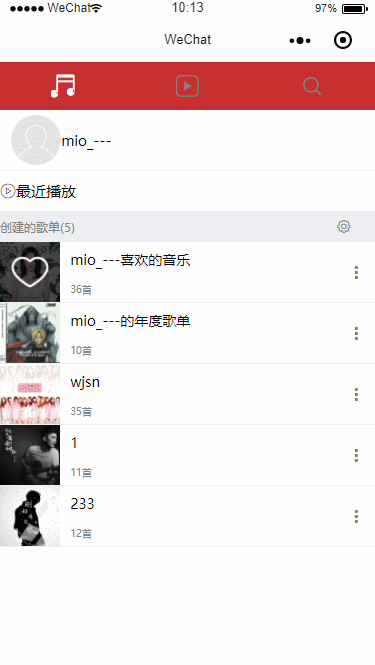 WeChat 10:13 97%
WeChat
mio_---
最近播放
创建的歌单(5)
mio_---喜欢的音乐
36首
mio_---的年度歌单
10首
wjsn
35首
1
11首
233
12首